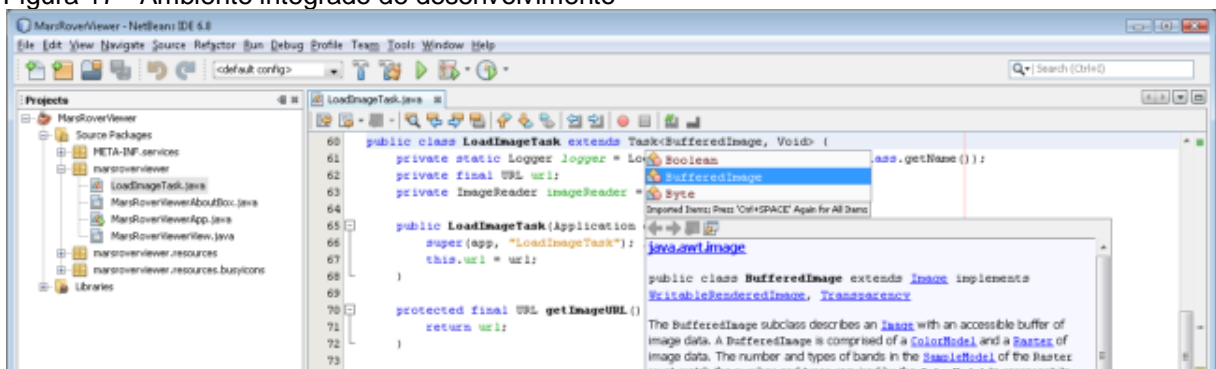 Figura 17 - Ambiente integrado de desenvolvimento
MarsRoverViewer - NetBeans IDE 6.8
File Edit View Navigate Source Refactor Run Debug Profile Team Tools Window Help
<default config>
Search (Ctrl+I)
Projects
LoadImageTask.java
MarsRoverViewer
Source Packages
META-INF.services
marsroverviewer
LoadImageTask.java
MarsRoverViewerAboutBox.java
MarsRoverViewerApp.java
MarsRoverViewerView.java
marsroverviewer.resources
marsroverviewer.resources.busyicons
Libraries
60 public class LoadImageTask extends Task<BufferedImage, Void> {
61 private static Logger logger = Lo ass.getName());
62 private final URL url;
63 private ImageReader imageReader =
64
65 public LoadImageTask(Application
66 super(app, "LoadImageTask");
67 this.url = url;
68 }
69
70 protected final URL getImageURL()
71 return url;
72 }
73
Boolean
BufferedImage
Byte
Imported Items; Press 'Ctrl+SPACE' Again for All Items
java.awt.image
public class BufferedImage extends Image implements
WritableRenderedImage, Transparency
The BufferedImage subclass describes an Image with an accessible buffer of
image data. A BufferedImage is comprised of a ColorModel and a Raster of
image data. The number and types of bands in the SampleModel of the Raster